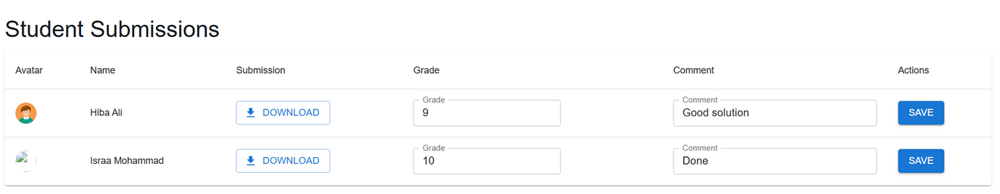 Student Submissions
Avatar Name Submission Grade Comment Actions
Grade Comment
Hiba Ali DOWNLOAD 9 Good solution SAVE
Grade Comment
Israa Mohammad DOWNLOAD 10 Done SAVE